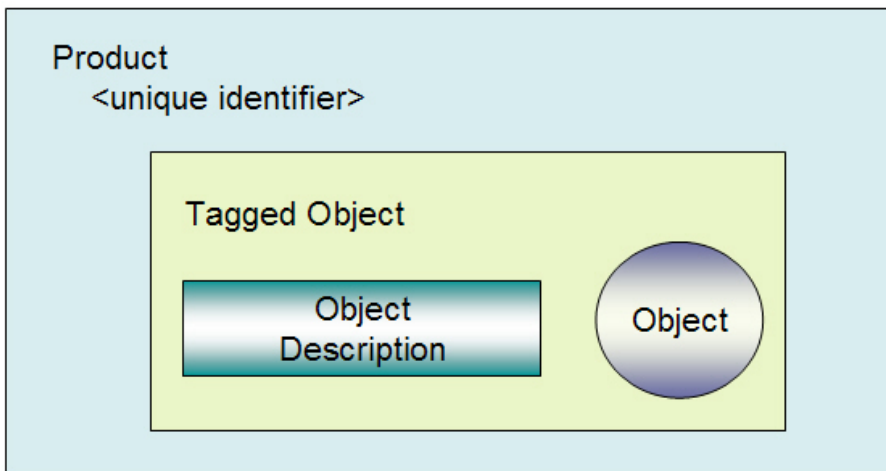 Product
<unique identifier>
Tagged Object
Object
Description
Object